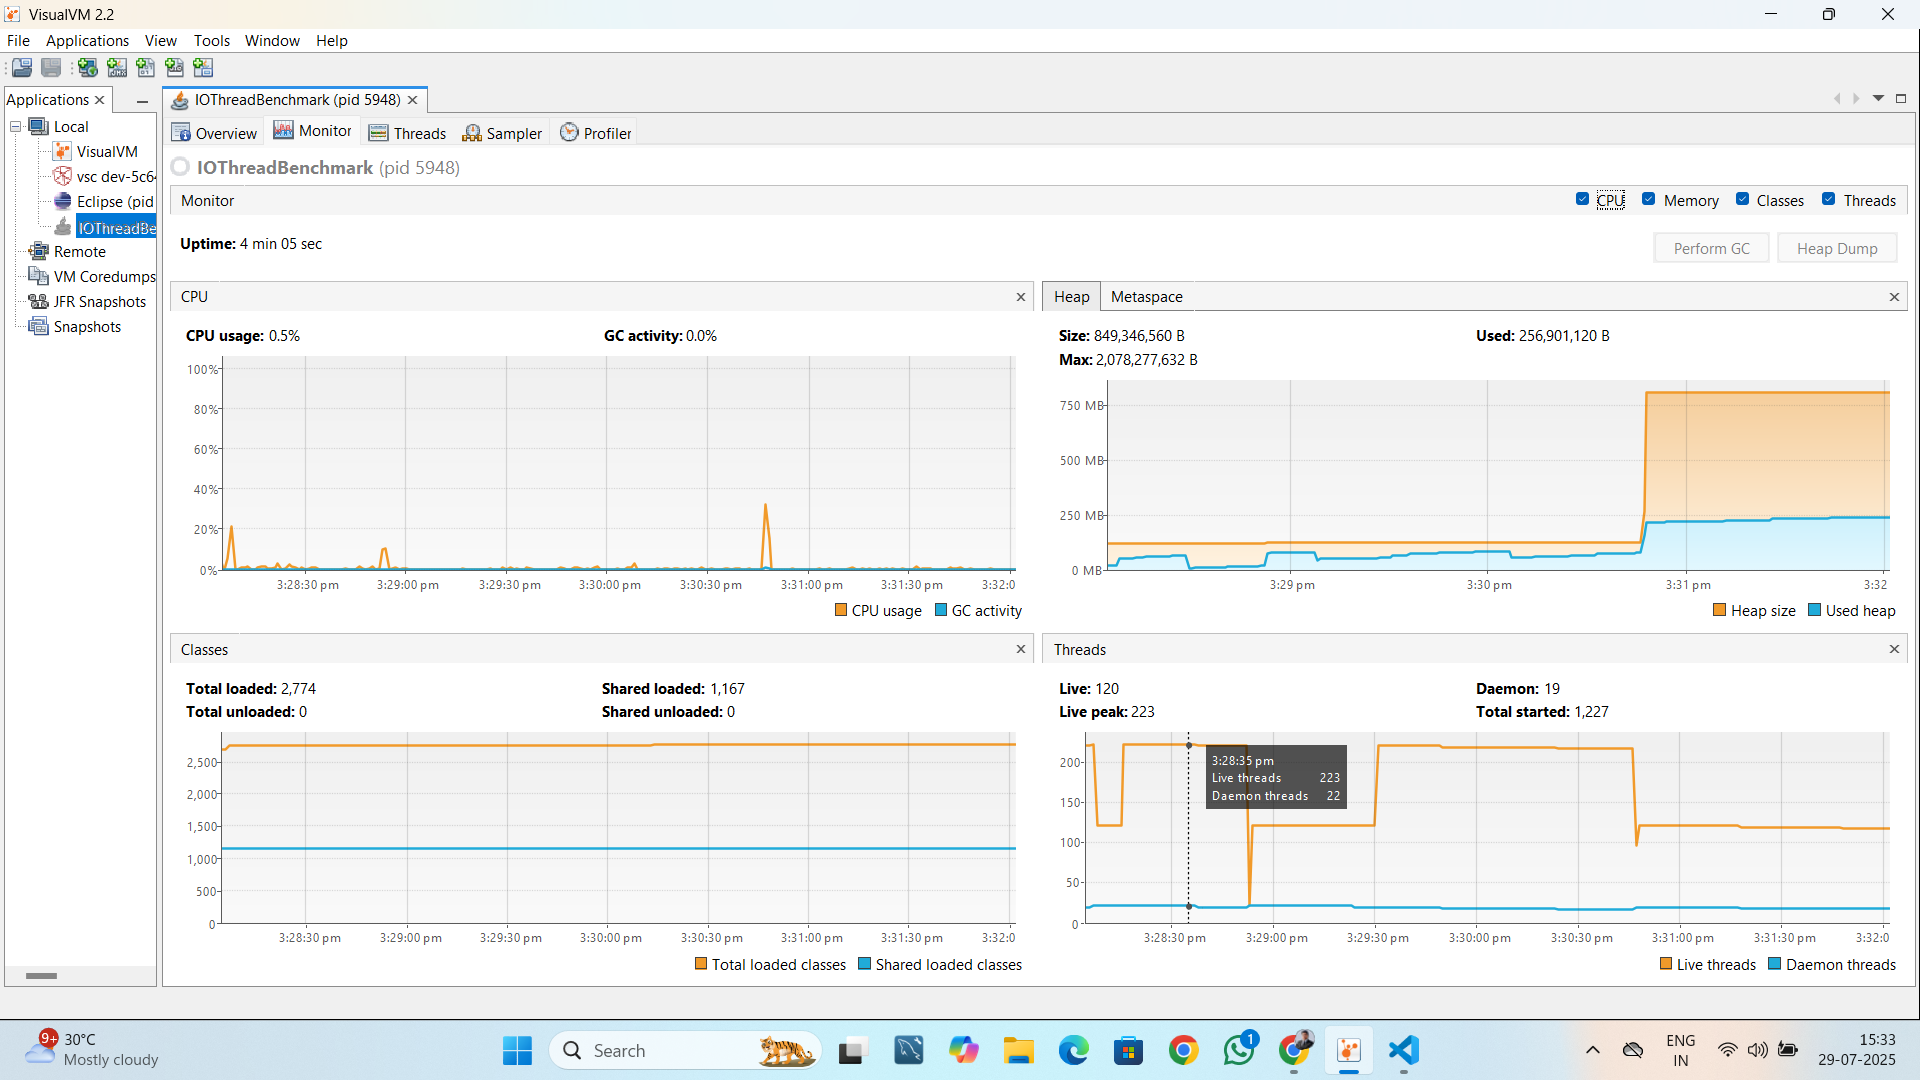 VisualVM 2.2
File Applications View Tools Window Help
Applications
IOThreadBenchmark (pid 5948)
Local
VisualVM
vsc dev-5c64
Eclipse (pid
IOThreadBe
Remote
VM Coredumps
JFR Snapshots
Snapshots
Overview Monitor Threads Sampler Profiler
IOThreadBenchmark (pid 5948)
Monitor
CPU Memory Classes Threads
Uptime: 4 min 05 sec
Perform GC Heap Dump
CPU
CPU usage: 0.5% GC activity: 0.0%
100%
80%
60%
40%
20%
0%
3:28:30 pm 3:29:00 pm 3:29:30 pm 3:30:00 pm 3:30:30 pm 3:31:00 pm 3:31:30 pm 3:32:0
CPU usage GC activity
Heap Metaspace
Size: 849,346,560 B Used: 256,901,120 B
Max: 2,078,277,632 B
750 MB
500 MB
250 MB
0 MB
3:29 pm 3:30 pm 3:31 pm 3:32
Heap size Used heap
Classes
Total loaded: 2,774 Shared loaded: 1,167
Total unloaded: 0 Shared unloaded: 0
2,500
2,000
1,500
1,000
500
0
3:28:30 pm 3:29:00 pm 3:29:30 pm 3:30:00 pm 3:30:30 pm 3:31:00 pm 3:31:30 pm 3:32:0
Total loaded classes Shared loaded classes
Threads
Live: 120 Daemon: 19
Live peak: 223 Total started: 1,227
200
150
100
50
0
3:28:35 pm
Live threads 223
Daemon threads 22
3:28:30 pm 3:29:00 pm 3:29:30 pm 3:30:00 pm 3:30:30 pm 3:31:00 pm 3:31:30 pm 3:32:0
Live threads Daemon threads
9+
30°C
Mostly cloudy
Search
1
ENG
IN
15:33
29-07-2025